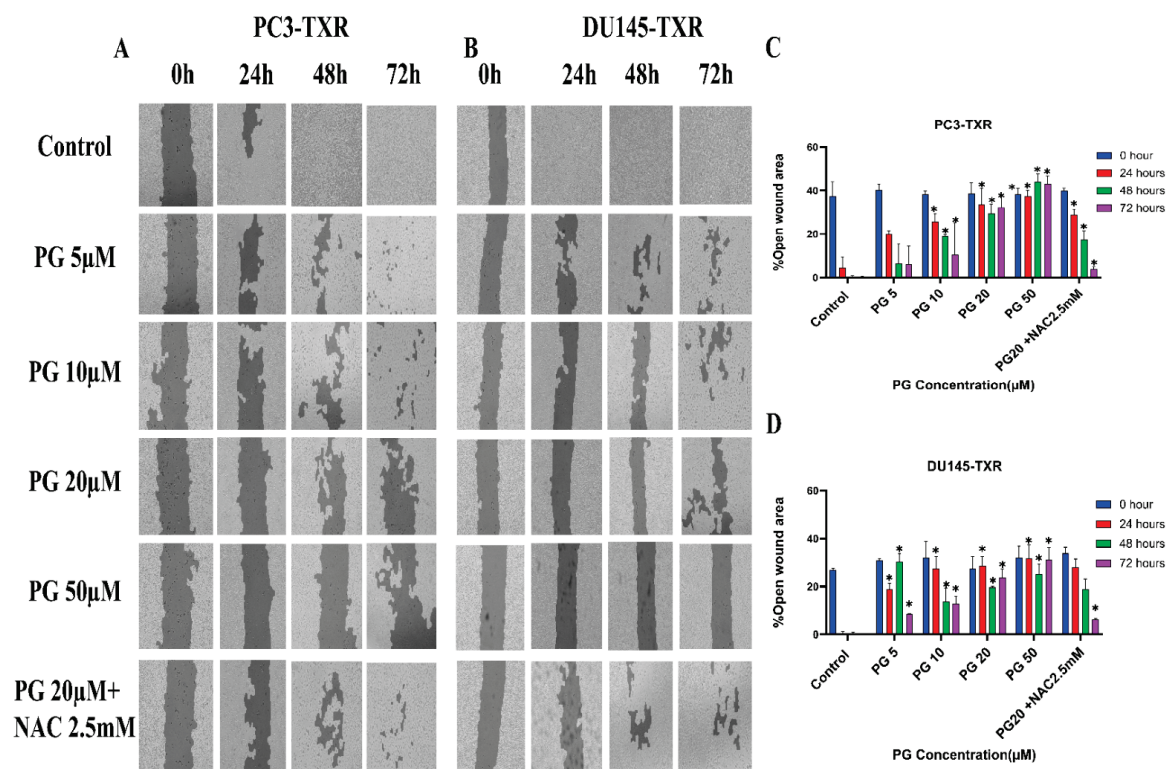 PC3-TXR
DU145-TXR
A
B
C
0h 24h 48h 72h
0h 24h 48h 72h
Control
PG 5µM
PG 10µM
PG 20µM
PG 50µM
PG 20µM+
NAC 2.5mM
PC3-TXR
%Open wound area
60
40
20
0
* * * * * * * * * * * * *
0 hour
24 hours
48 hours
72 hours
Control
PG 5
PG 10
PG 20
PG 50
PG20 +NAC2.5mM
PG Concentration(µM)
D
DU145-TXR
%Open wound area
60
40
20
0
* * * * * * * * * * * * *
0 hour
24 hours
48 hours
72 hours
Control
PG 5
PG 10
PG 20
PG 50
PG20 +NAC2.5mM
PG Concentration(µM)